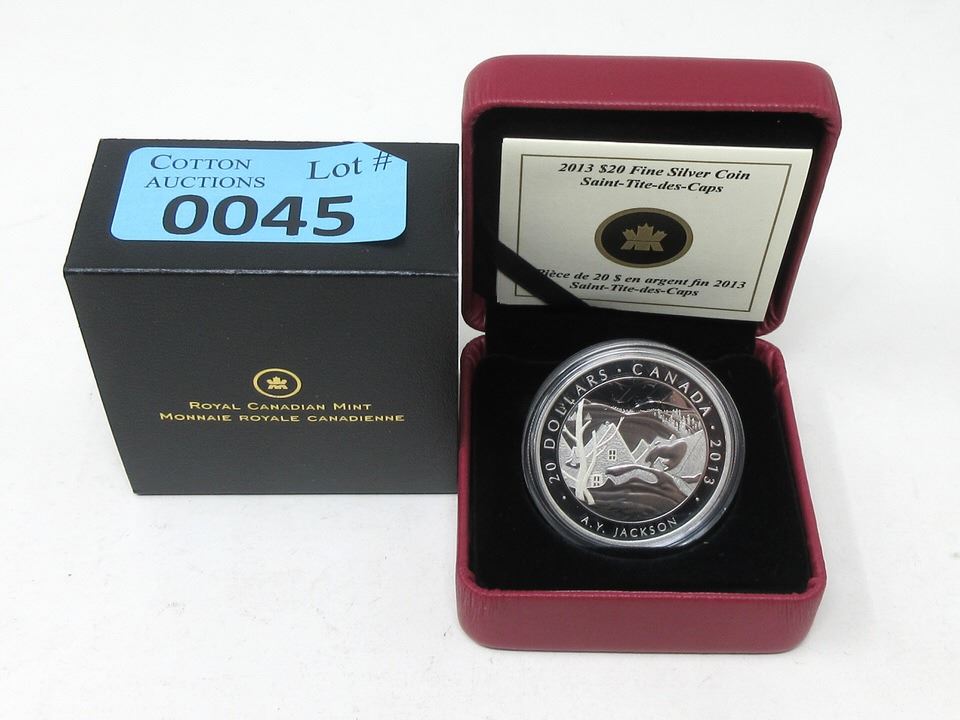 COTTON
AUCTIONS
Lot #
0045
ROYAL CANADIAN MINT
MONNAIE ROYALE CANADIENNE
2013 $20 Fine Silver Coin
Saint-Tite-des-Caps
Pièce de 20 $ en argent fin 2013
Saint-Tite-des-Caps
20 DOLLARS · CANADA · 2013
A.Y. JACKSON